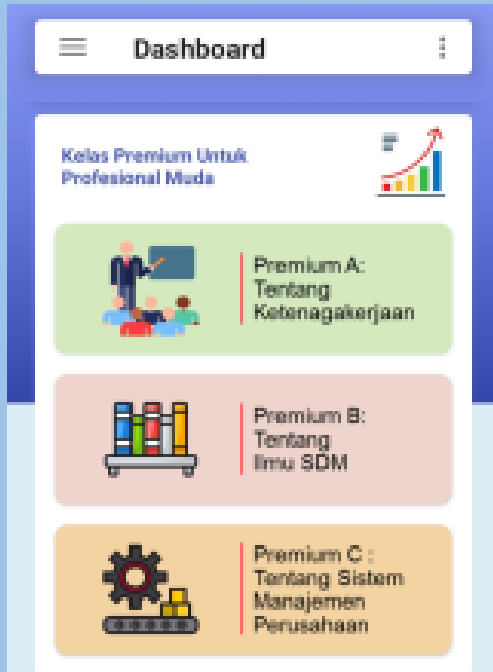 Dashboard
Kelas Premium Untuk
Profesional Muda
Premium A:
Tentang
Ketenagakerjaan
Premium B:
Tentang
Ilmu SDM
Premium C :
Tentang Sistem
Manajemen
Perusahaan